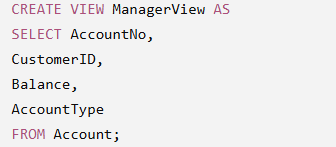 CREATE VIEW ManagerView AS
SELECT AccountNo,
CustomerID,
Balance,
AccountType
FROM Account;